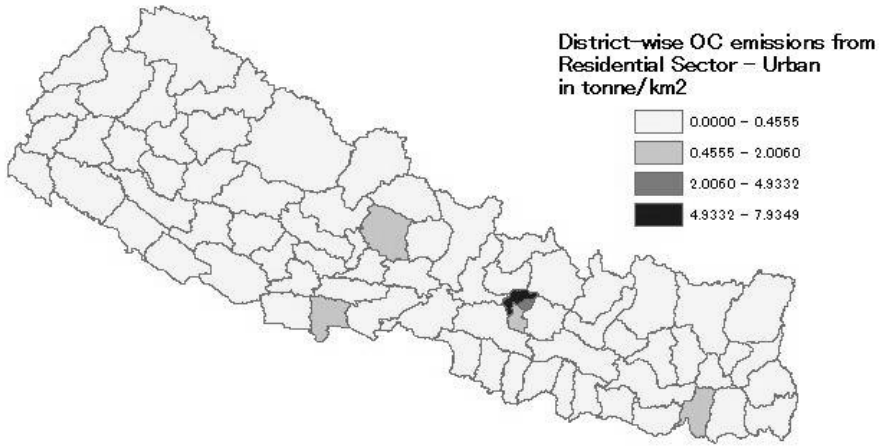 District-wise OC emissions from
Residential Sector - Urban
in tonne/km2
0.0000 - 0.4555
0.4555 - 2.0060
2.0060 - 4.9332
4.9332 - 7.9349